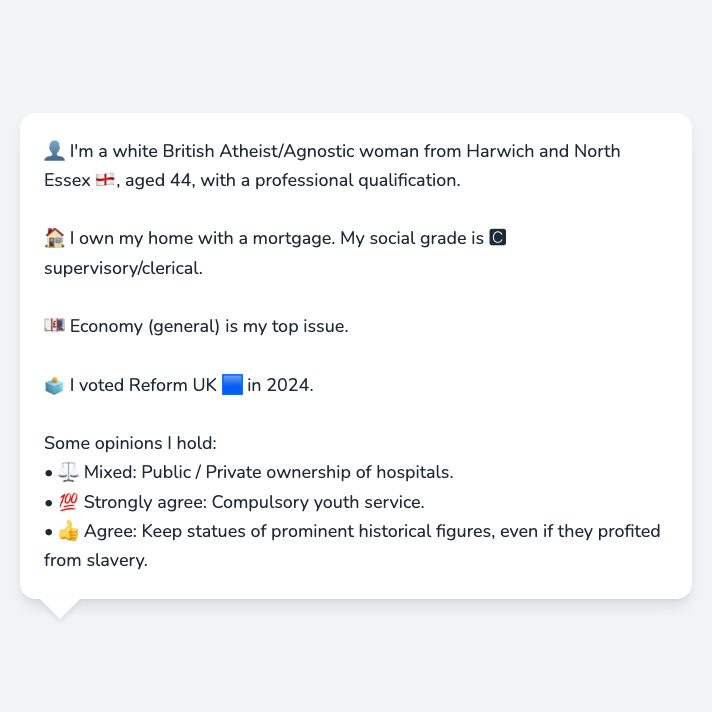 👤 I'm a white British Atheist/Agnostic woman from Harwich and North
Essex 🏴󠁧󠁢󠁥󠁮󠁧󠁿, aged 44, with a professional qualification.
🏠 I own my home with a mortgage. My social grade is 🅲
supervisory/clerical.
💷 Economy (general) is my top issue.
🗳️ I voted Reform UK 🟦 in 2024.
Some opinions I hold:
• ⚖️ Mixed: Public / Private ownership of hospitals.
• 💯 Strongly agree: Compulsory youth service.
• 👍 Agree: Keep statues of prominent historical figures, even if they profited
from slavery.